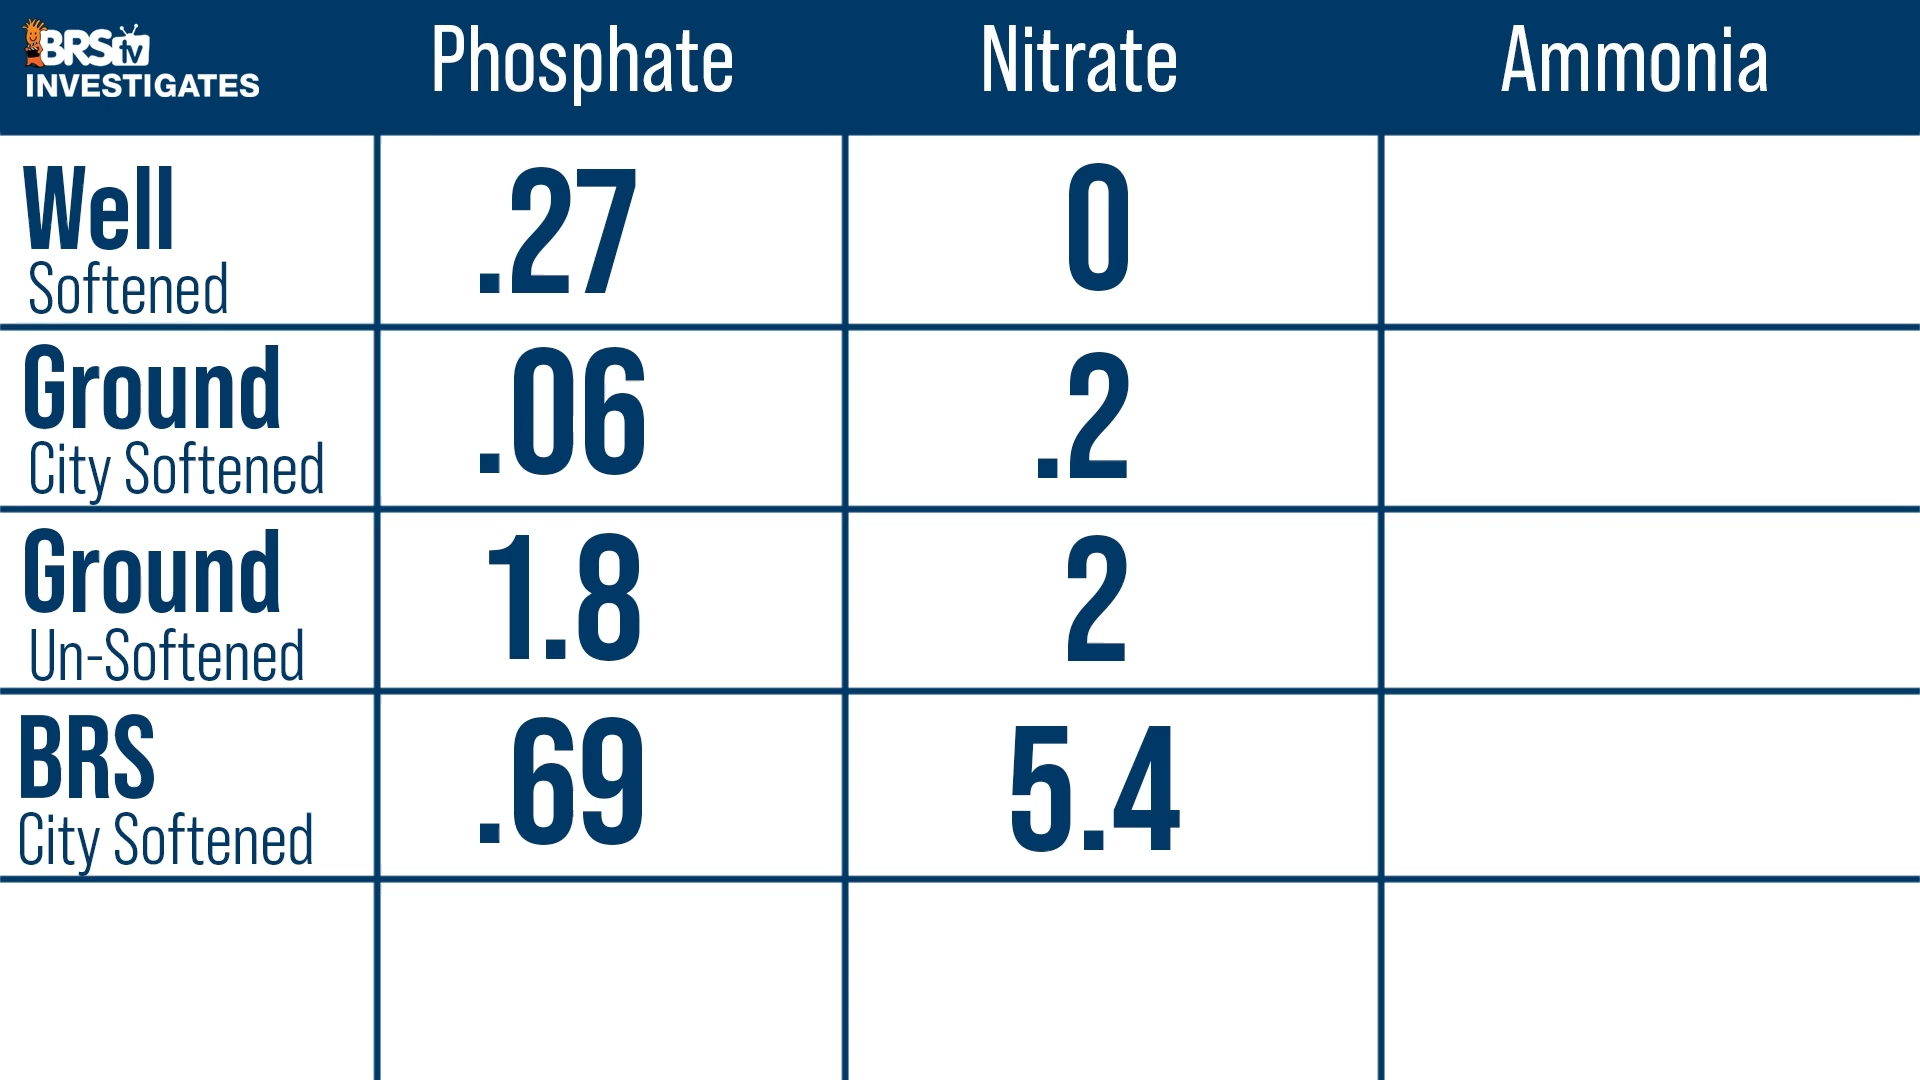 BRStv
INVESTIGATES
Phosphate Nitrate Ammonia
Well
Softened
.27 0
Ground
City Softened
.06 .2
Ground
Un-Softened
1.8 2
BRS
City Softened
.69 5.4